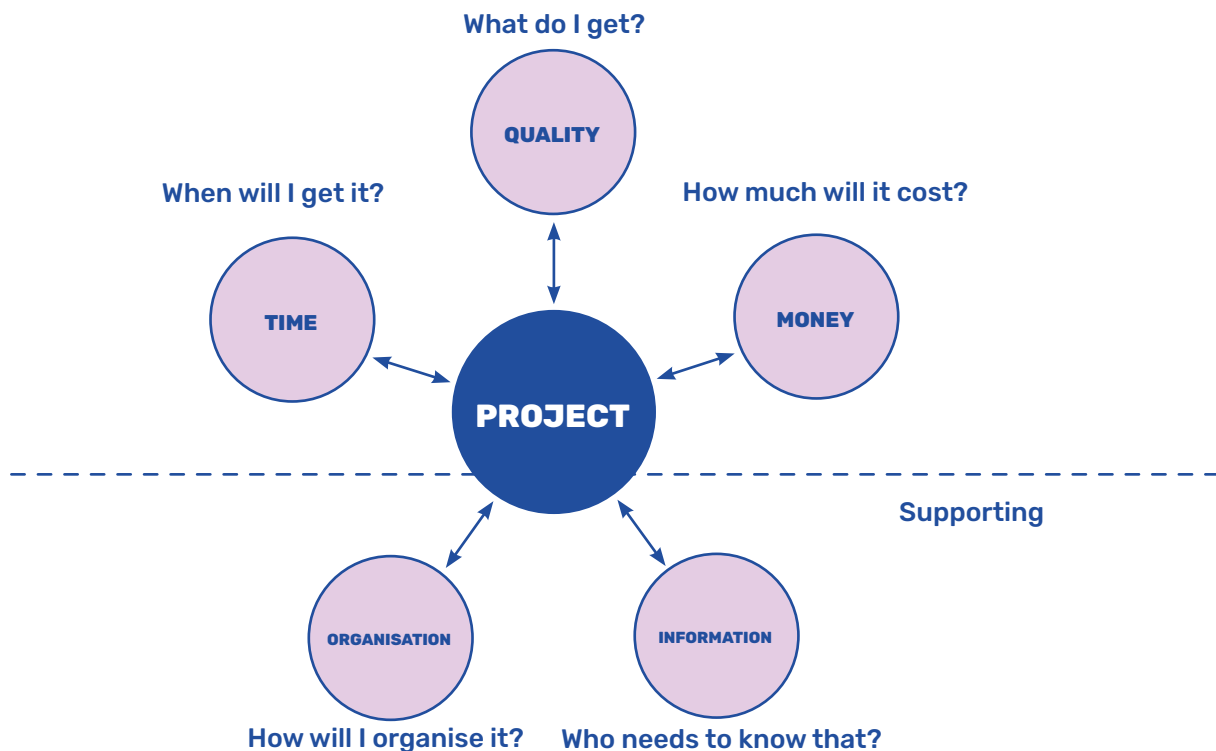 What do I get?
QUALITY
When will I get it?
How much will it cost?
TIME
MONEY
PROJECT
Supporting
ORGANISATION
INFORMATION
How will I organise it?
Who needs to know that?